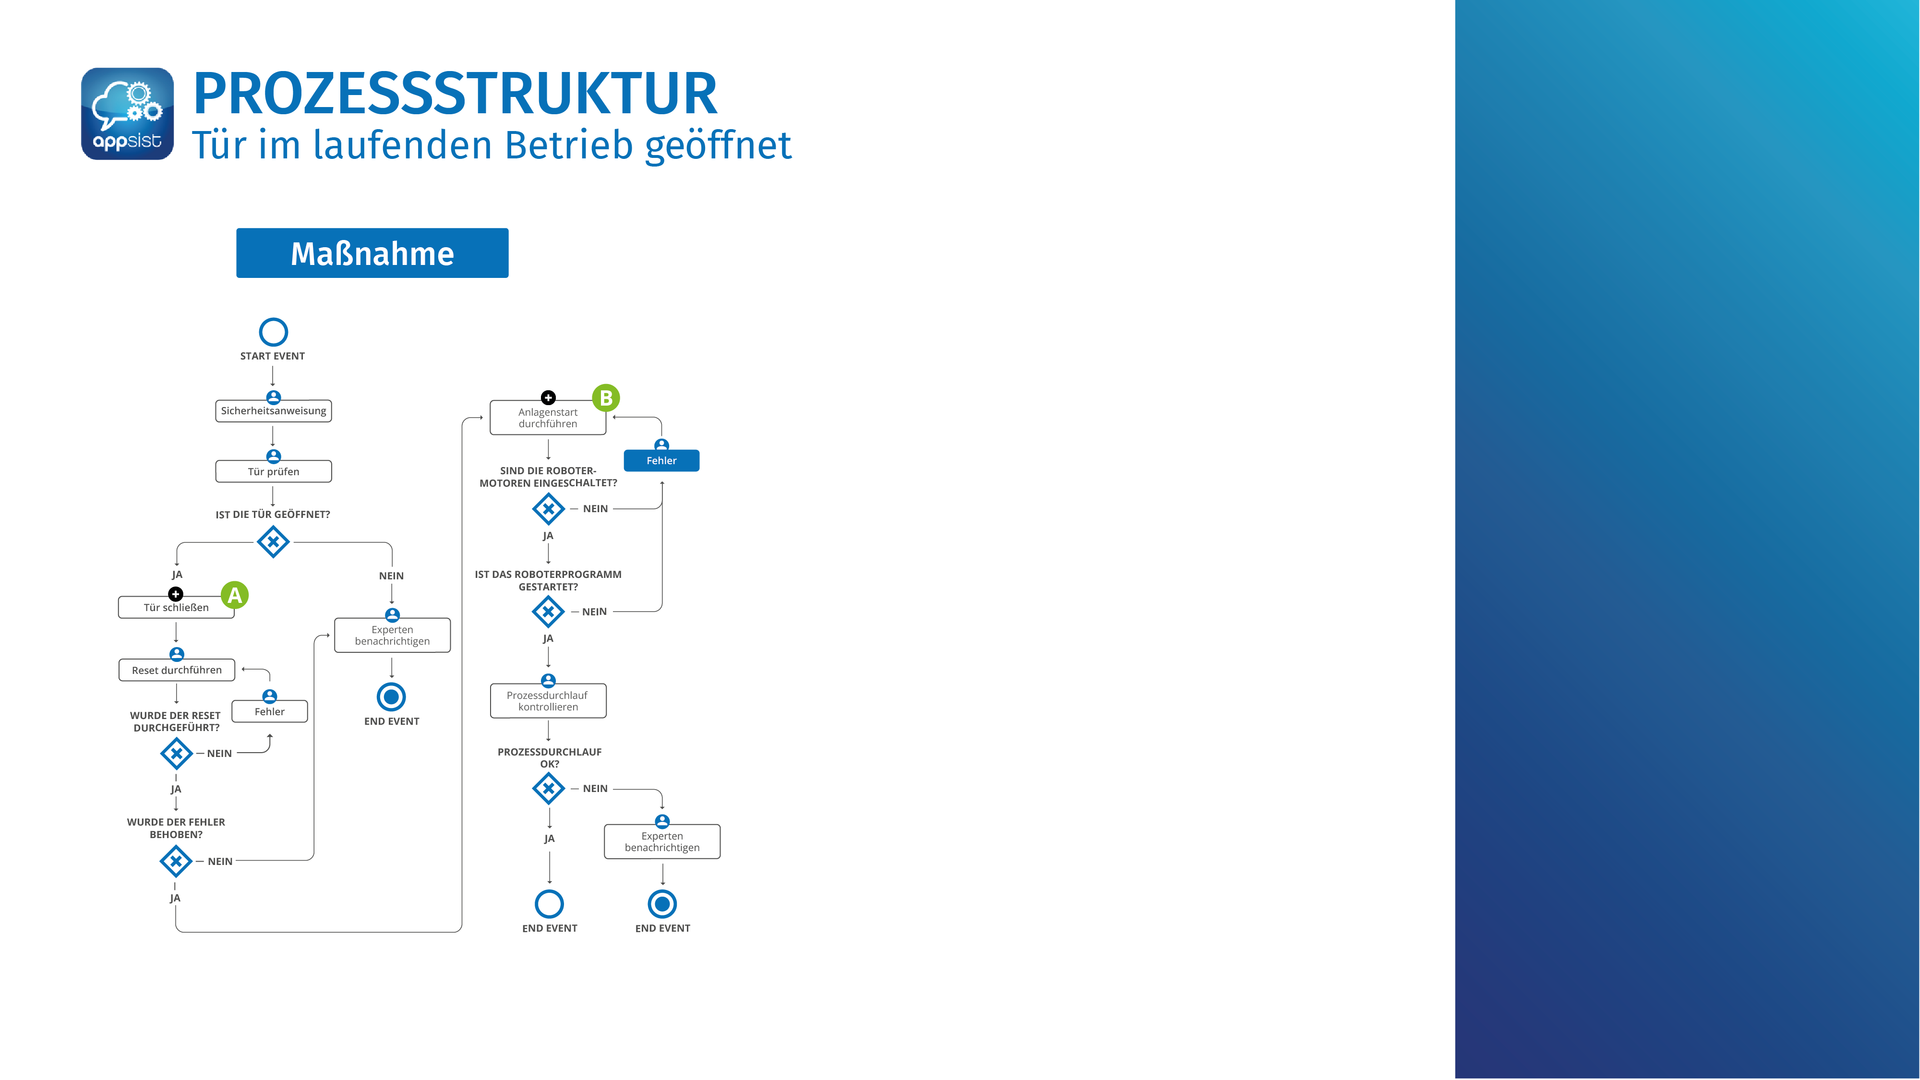 appsist
PROZESSSTRUKTUR
Tür im laufenden Betrieb geöffnet
Maßnahme
START EVENT
Sicherheitsanweisung
Tür prüfen
IST DIE TÜR GEÖFFNET?
JA
NEIN
A
Tür schließen
Experten
benachrichtigen
END EVENT
Reset durchführen
Fehler
WURDE DER RESET
DURCHGEFÜHRT?
NEIN
JA
WURDE DER FEHLER
BEHOBEN?
NEIN
JA
B
Anlagenstart
durchführen
Fehler
SIND DIE ROBOTER-
MOTOREN EINGESCHALTET?
NEIN
JA
IST DAS ROBOTERPROGRAMM
GESTARTET?
NEIN
JA
Prozessdurchlauf
kontrollieren
PROZESSDURCHLAUF
OK?
NEIN
JA
Experten
benachrichtigen
END EVENT
END EVENT